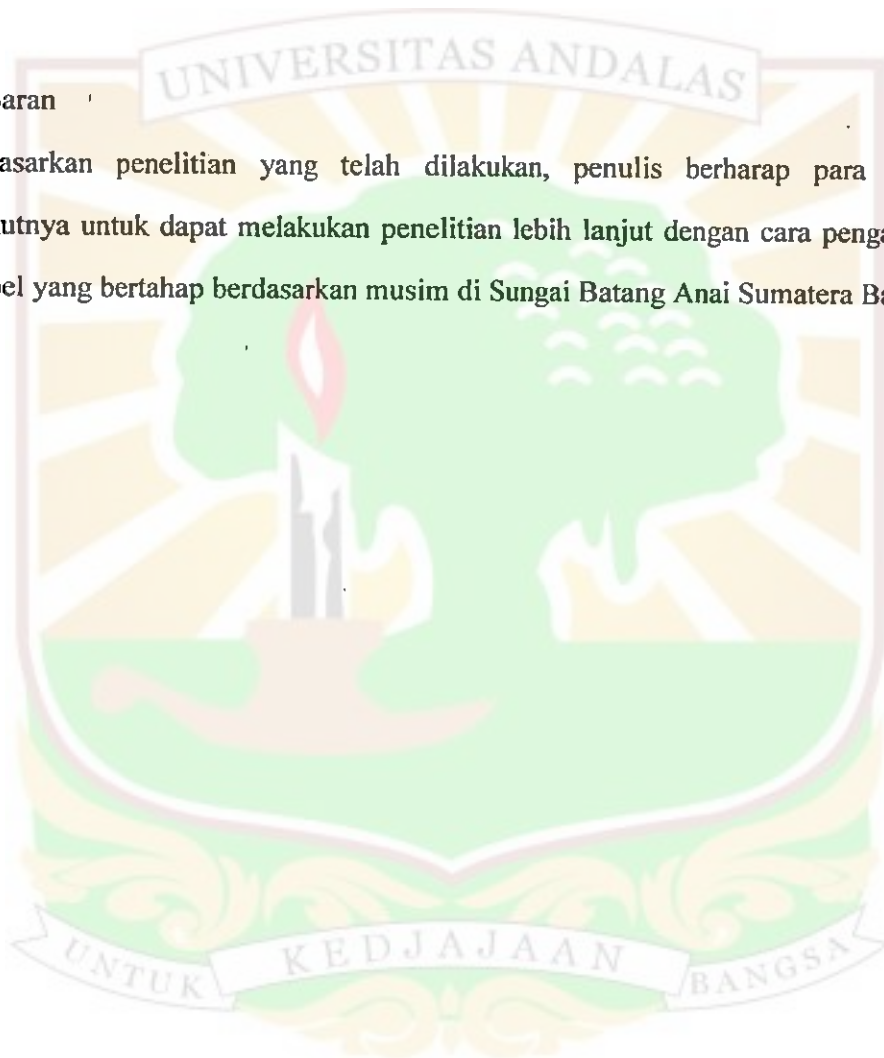 UNIVERSITAS ANDALAS
aran
asarkan penelitian yang telah dilakukan, penulis berharap para
utnya untuk dapat melakukan penelitian lebih lanjut dengan cara penga
el yang bertahap berdasarkan musim di Sungai Batang Anai Sumatera Ba
UNTUK KEDJAJAAN BANGSA